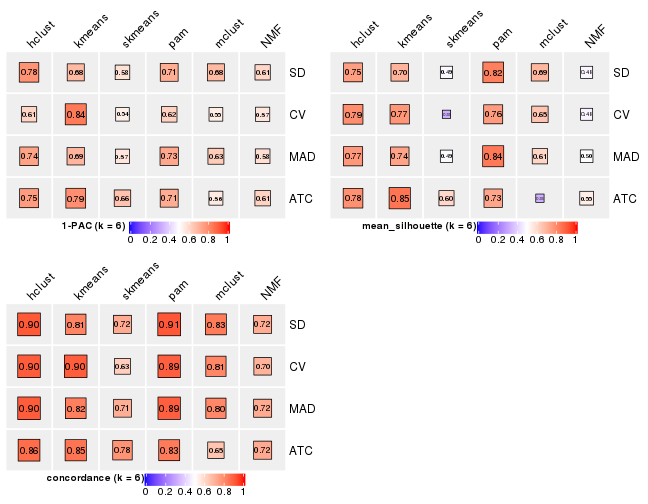 hclust kmeans skmeans pam mclust NMF
0.78 0.68 0.58 0.71 0.68 0.61 SD
0.61 0.84 0.54 0.62 0.55 0.57 CV
0.74 0.69 0.57 0.73 0.63 0.58 MAD
0.75 0.79 0.66 0.71 0.56 0.61 ATC
1-PAC (k = 6)
0 0.2 0.4 0.6 0.8 1
hclust kmeans skmeans pam mclust NMF
0.75 0.70 0.49 0.82 0.69 SD
0.79 0.77 0.76 0.65 CV
0.77 0.74 0.49 0.84 0.61 0.50 MAD
0.78 0.85 0.60 0.73 0.55 ATC
mean_silhouette (k = 6)
0 0.2 0.4 0.6 0.8 1
hclust kmeans skmeans pam mclust NMF
0.90 0.81 0.72 0.91 0.83 0.72 SD
0.90 0.90 0.63 0.89 0.81 0.70 CV
0.90 0.82 0.71 0.89 0.80 0.72 MAD
0.86 0.85 0.78 0.83 0.65 0.72 ATC
concordance (k = 6)
0 0.2 0.4 0.6 0.8 1